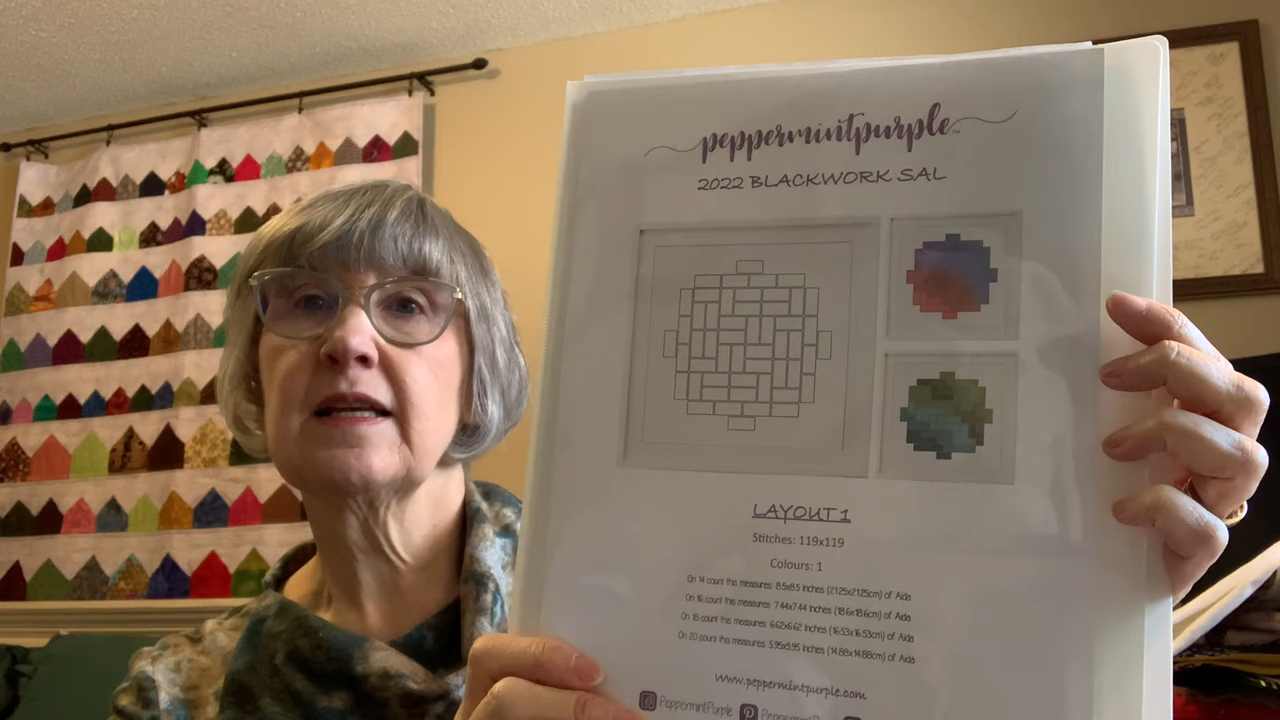 peppermintpurple™
2022 BLACKWORK SAL
LAYOUT 1
Stitches: 119x119
Colours: 1
On 14 count this measures 8.5x8.5 Inches (21.25x21.25cm) of Aida
On 16 count this measures 7.44x7.44 Inches (18.6x18.6cm) of Aida
On 18 count this measures 6.62x6.62 Inches (16.53x16.53cm) of Aida
On 20 count this measures 5.95x5.95 Inches (14.88x14.88cm) of Aida
www.peppermintpurple.com
PeppermintPurple PeppermintPurple